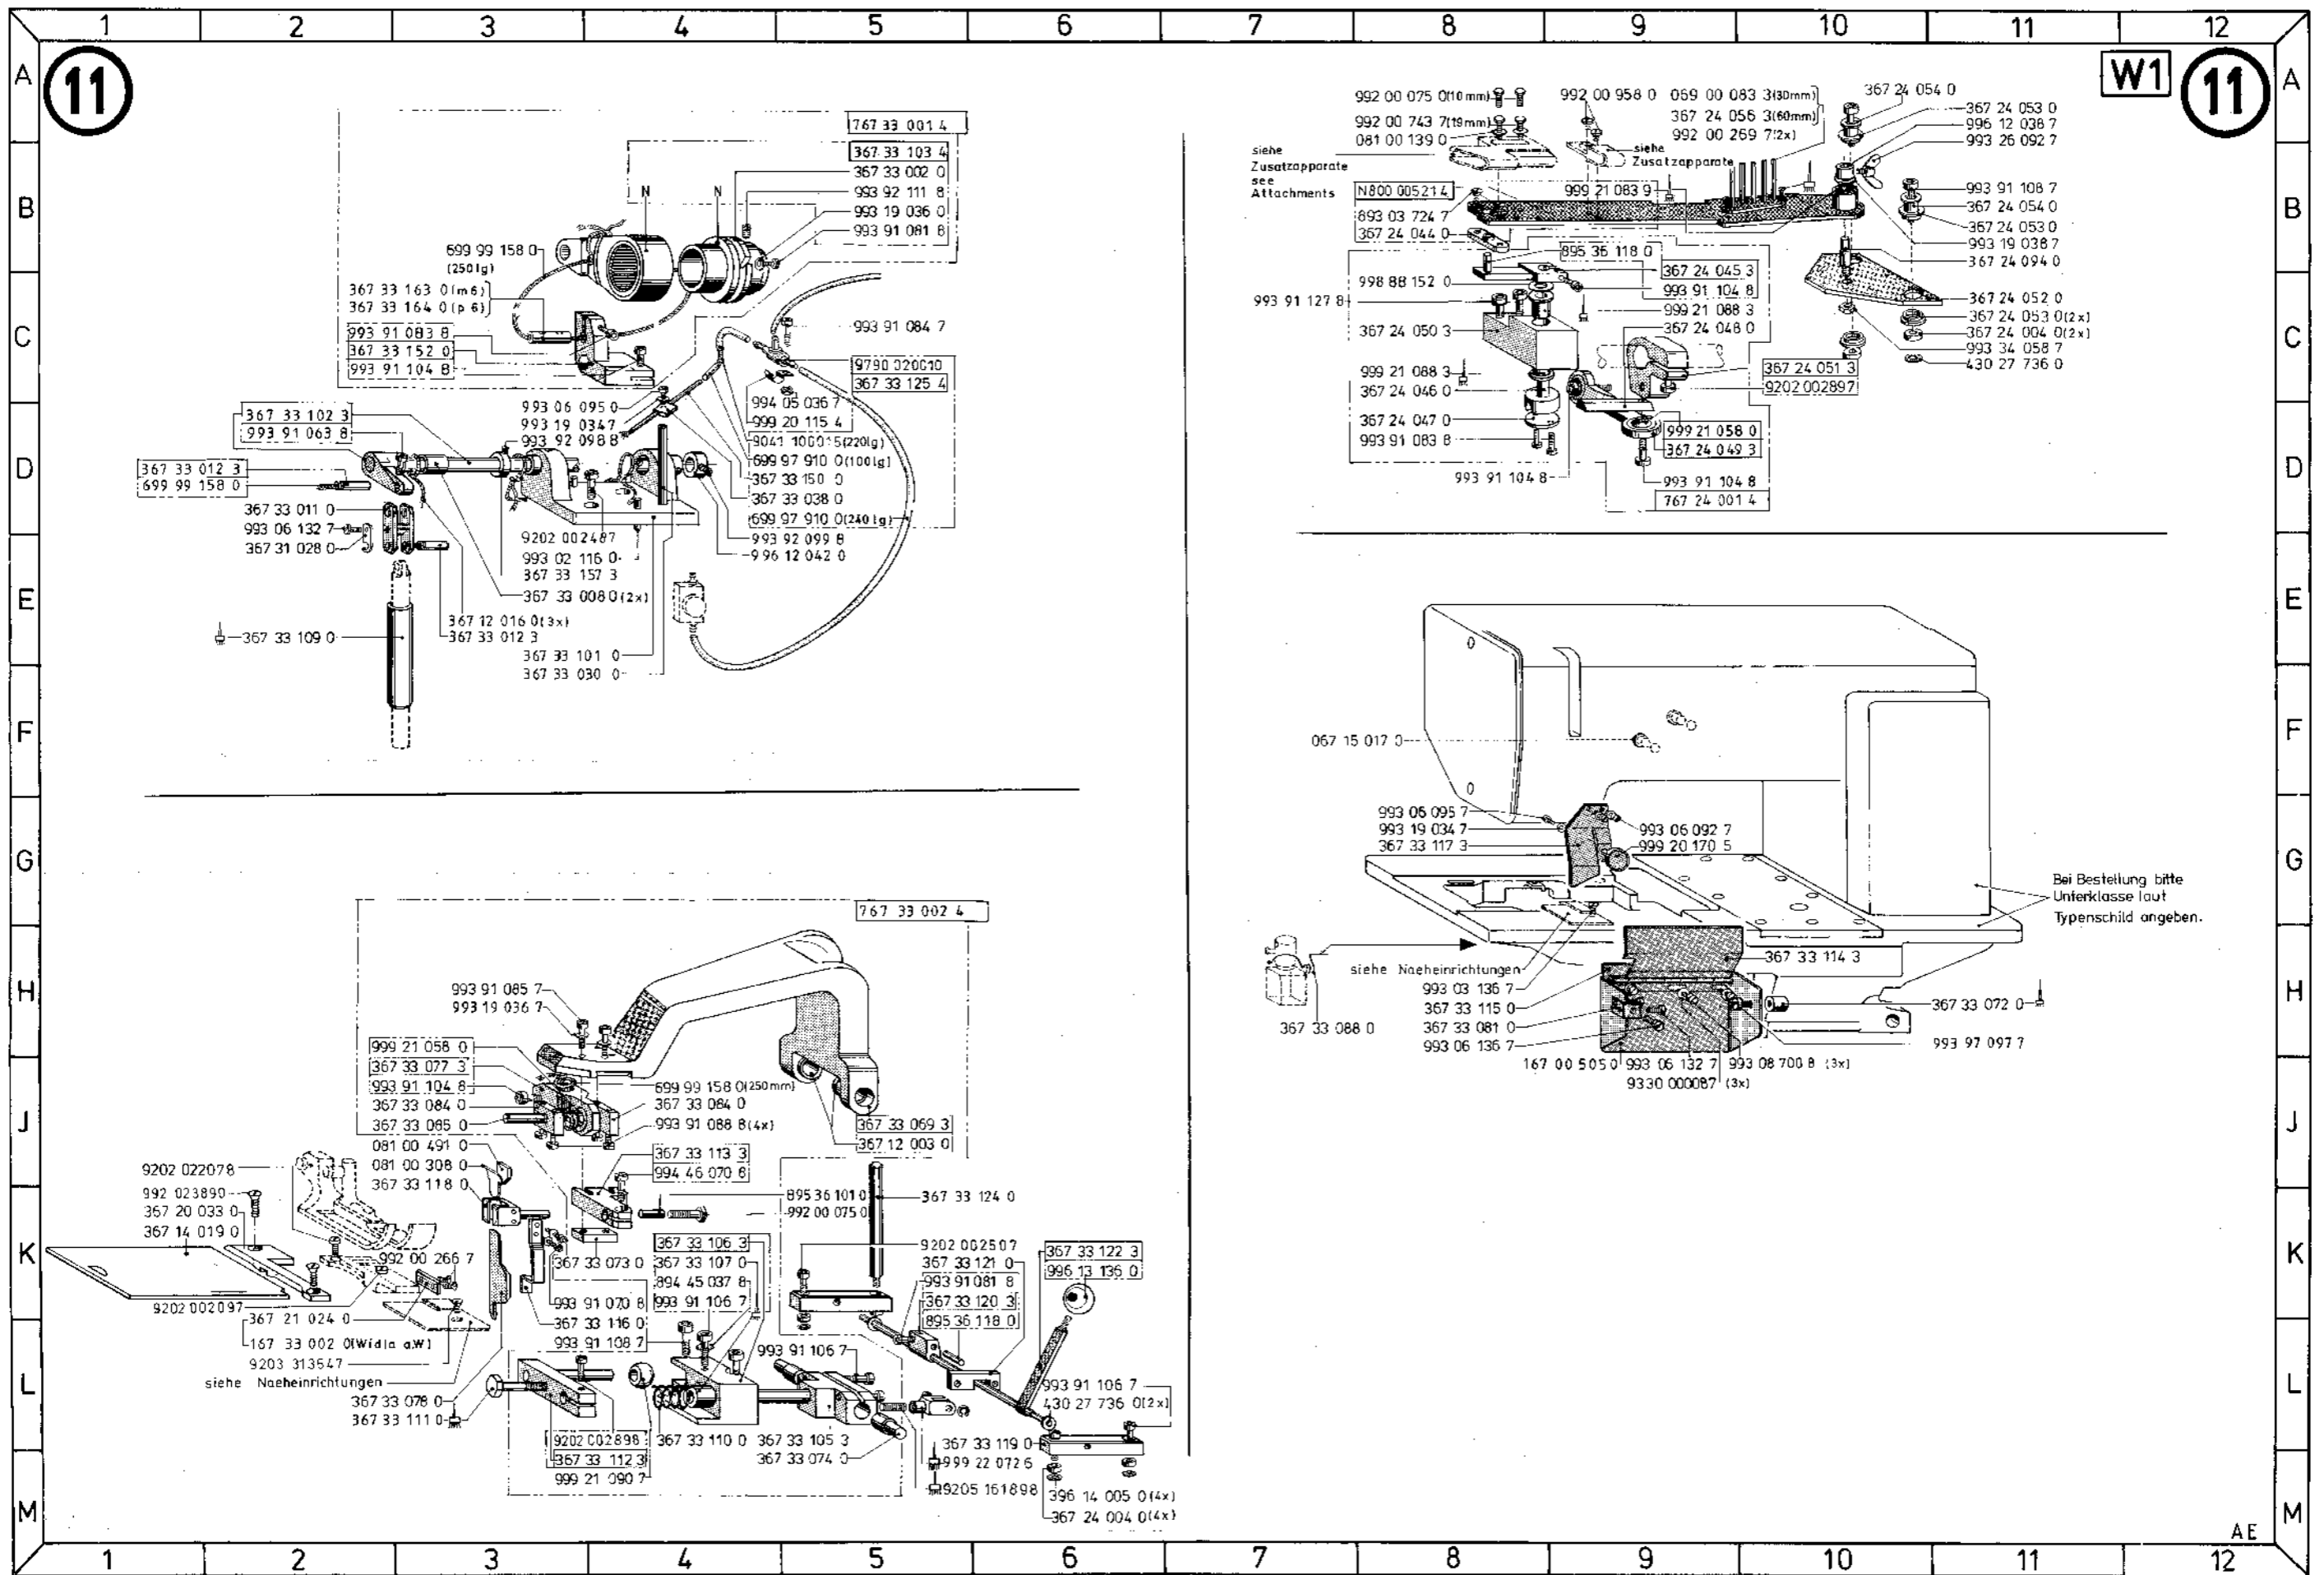 1 2 3 4 5 6 7 8 9 10 11 12
A
B
C
D
E
F
G
H
J
K
L
M
11
W1 11
767 33 001 4
367 33 103 4
367 33 002 0
993 92 111 8
993 19 036 0
993 91 081 8
N N
699 99 158 0
(250 lg)
367 33 163 0 (m6)
367 33 164 0 (p 6)
993 91 083 8
367 33 152 0
993 91 104 8
993 91 084 7
9790 020010
367 33 125 4
994 05 036 7
999 20 115 4
993 06 095 0
993 19 034 7
993 92 098 8
9041 100015 (220lg)
699 97 910 0 (100lg)
367 33 150 0
367 33 038 0
699 97 910 0 (240 lg)
993 92 099 8
996 12 042 0
367 33 102 3
993 91 063 8
367 33 012 3
699 99 158 0
367 33 011 0
993 06 132 7
367 31 028 0
9202 002487
993 02 116 0
367 33 157 3
367 33 008 0 (2x)
367 12 016 0 (3x)
367 33 012 3
367 33 109 0
367 33 101 0
367 33 030 0
992 00 075 0 (10 mm)
992 00 743 7 (19 mm)
081 00 139 0
992 00 958 0
069 00 083 3 (30mm)
367 24 056 3 (60mm)
992 00 269 7 (2x)
367 24 054 0
367 24 053 0
996 12 038 7
993 26 092 7
siehe
Zusatzapparate
see
Attachments
siehe
Zusatzapparate
N800 005214
999 21 083 9
893 03 724 7
367 24 044 0
993 91 108 7
367 24 054 0
367 24 053 0
993 19 038 7
367 24 094 0
895 36 118 0
367 24 045 3
998 88 152 0
993 91 104 8
993 91 127 8
999 21 088 3
367 24 050 3
367 24 048 0
367 24 052 0
367 24 053 0 (2x)
367 24 004 0 (2x)
993 34 058 7
430 27 736 0
999 21 088 3
367 24 046 0
367 24 051 3
9202 002897
367 24 047 0
993 91 083 8
999 21 058 0
367 24 049 3
993 91 104 8
993 91 104 8
767 24 001 4
067 15 017 0
993 06 095 7
993 19 034 7
367 33 117 3
993 06 092 7
999 20 170 5
Bei Bestellung bitte
Unterklasse laut
Typenschild angeben.
siehe Naeheinrichtungen
993 03 136 7
367 33 115 0
367 33 081 0
993 06 136 7
367 33 088 0
367 33 114 3
367 33 072 0
993 97 097 7
167 00 505 0 993 06 132 7 993 08 700 8 (3x)
9330 000087 (3x)
767 33 002 4
993 91 085 7
993 19 036 7
999 21 058 0
367 33 077 3
993 91 104 8
367 33 084 0
367 33 085 0
699 99 158 0 (250mm)
367 33 084 0
993 91 088 8 (4x)
367 33 069 3
367 12 003 0
081 00 491 0
081 00 308 0
367 33 118 0
367 33 113 3
994 46 070 8
895 36 101 0
992 00 075 0
367 33 124 0
9202 022078
992 023890
367 20 033 0
367 14 019 0
992 00 266 7
9202 002097
367 21 024 0
167 33 002 0 (Widia a.W)
9203 313547
siehe Naeheinrichtungen
367 33 078 0
367 33 111 0
367 33 073 0
993 91 070 8
367 33 116 0
993 91 108 7
367 33 106 3
367 33 107 0
894 45 037 8
993 91 106 7
9202 002507
367 33 121 0
993 91 081 8
367 33 120 3
895 36 118 0
367 33 122 3
996 13 136 0
993 91 106 7
993 91 106 7
430 27 736 0 (2x)
9202 002898
367 33 112 3
999 21 090 7
367 33 110 0
367 33 105 3
367 33 074 0
367 33 119 0
999 22 072 6
9205 161898
396 14 005 0 (4x)
367 24 004 0 (4x)
AE
A
B
C
D
E
F
G
H
J
K
L
M
1 2 3 4 5 6 7 8 9 10 11 12